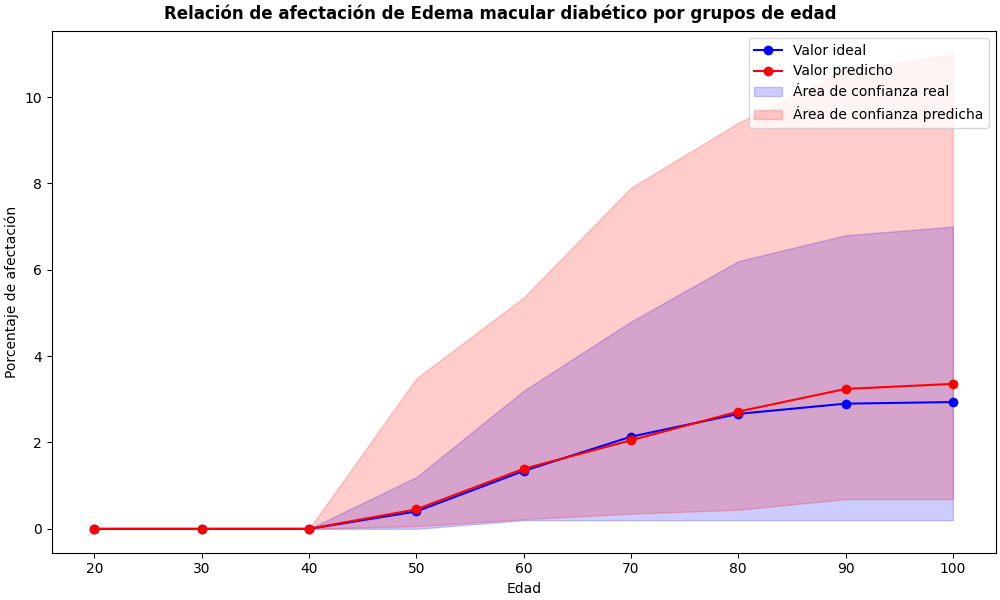 Relación de afectación de Edema macular diabético por grupos de edad
Valor ideal
Valor predicho
Área de confianza real
Área de confianza predicha
Porcentaje de afectación
10
8
6
4
2
0
20 30 40 50 60 70 80 90 100
Edad